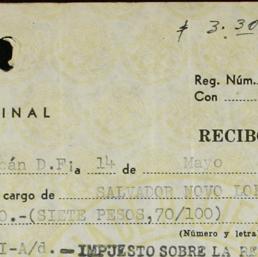 $ 3.30
Reg. Núm.
Con
INAL
RECIBO
cán D.F. a 14 de Mayo
cargo de SALVADOR NOVO LO
O.-(SIETE PESOS,70/100)
(Número y letra
I-A/d.- IMPUESTO SOBRE LA RE